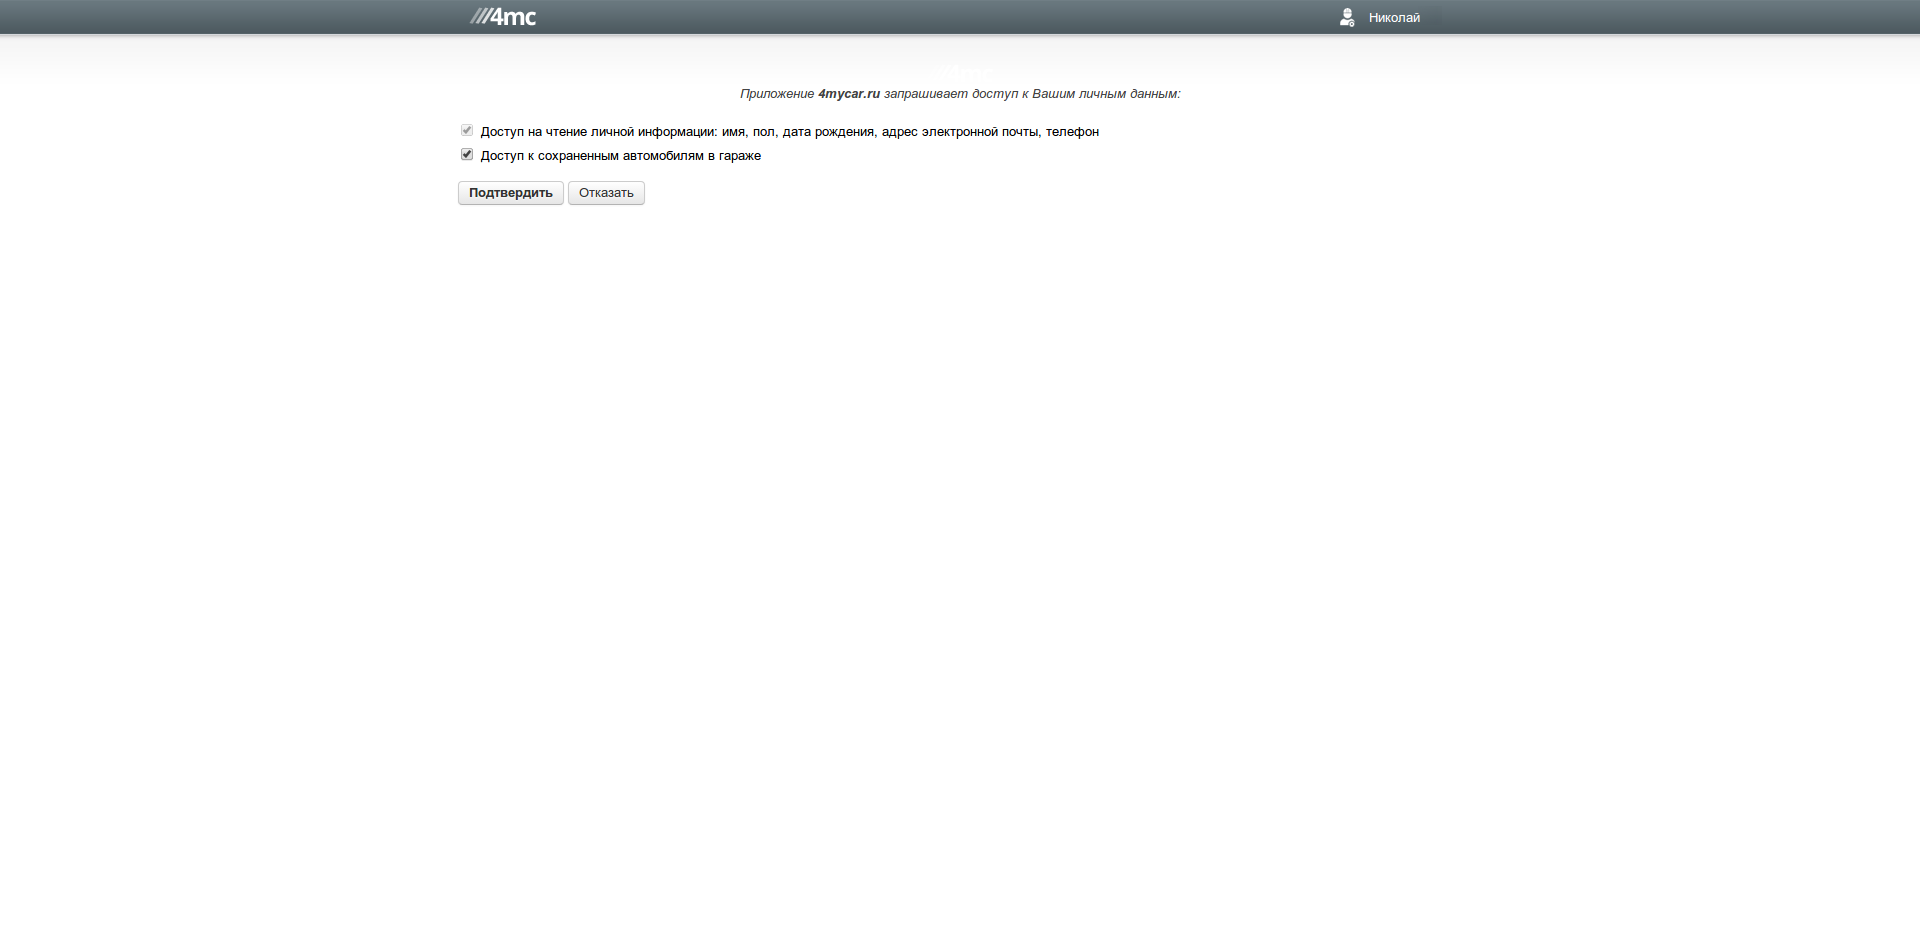 ///4mc
Николай
Приложение 4mycar.ru запрашивает доступ к Вашим личным данным:
Доступ на чтение личной информации: имя, пол, дата рождения, адрес электронной почты, телефон
Доступ к сохраненным автомобилям в гараже
Подтвердить Отказать